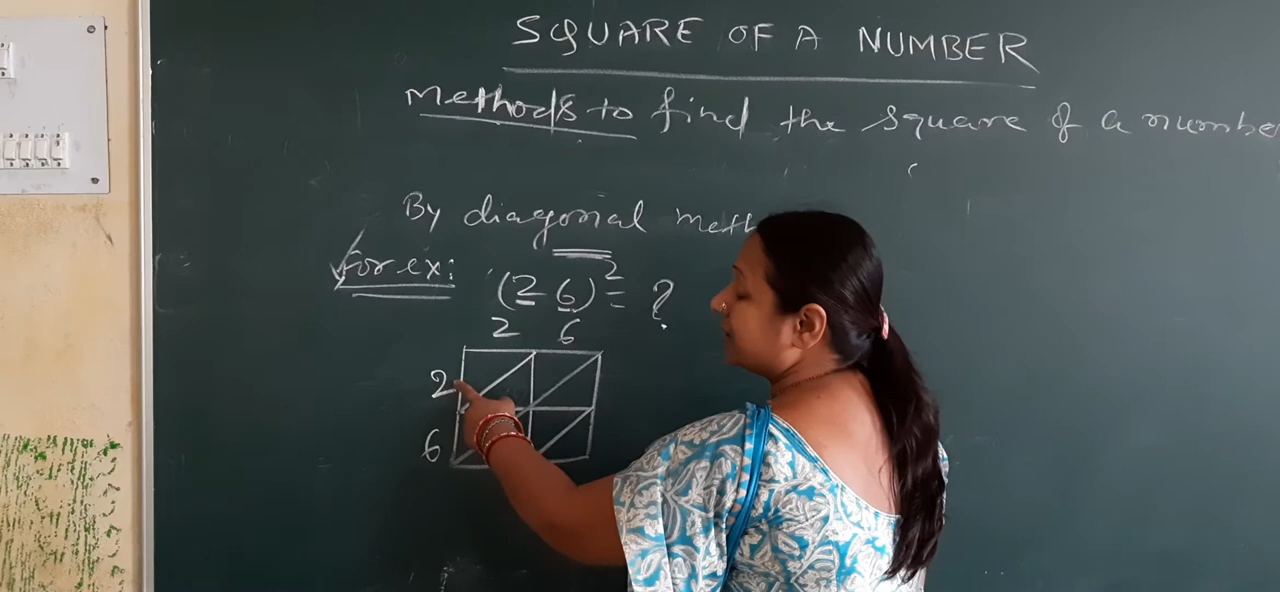 SQUARE OF A NUMBER
Methods to find the square of a numbe
By diagonal meth
For ex: (26)² = ?
2 6
2
6